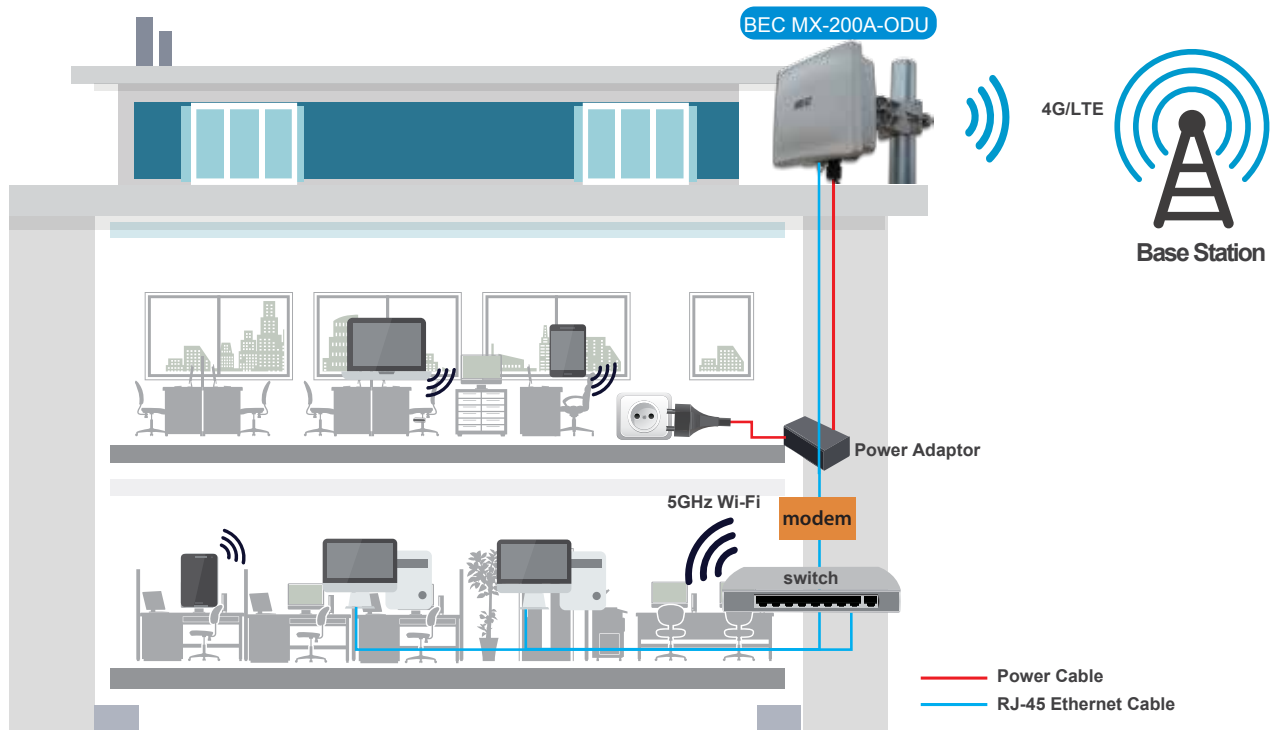 BEC MX-200A-ODU
4G/LTE
Base Station
Power Adaptor
5GHz Wi-Fi
modem
switch
Power Cable
RJ-45 Ethernet Cable